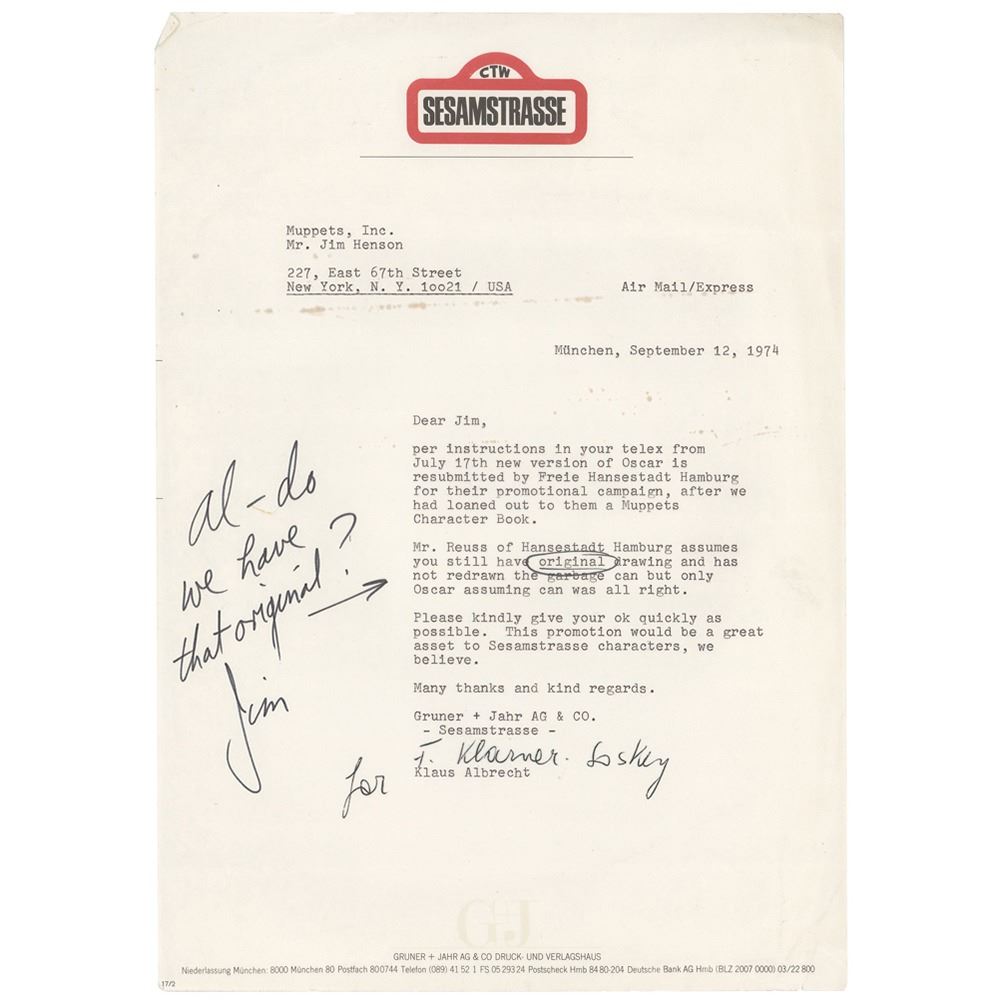 CTW
SESAMSTRASSE
Muppets, Inc.
Mr. Jim Henson
227, East 67th Street
New York, N. Y. 10021 / USA
Air Mail/Express
München, September 12, 1974
Dear Jim,
per instructions in your telex from
July 17th new version of Oscar is
resubmitted by Freie Hansestadt Hamburg
for their promotional campaign, after we
had loaned out to them a Muppets
Character Book.
Mr. Reuss of Hansestadt Hamburg assumes
you still have original drawing and has
not redrawn the garbage can but only
Oscar assuming can was all right.
Please kindly give your ok quickly as
possible. This promotion would be a great
asset to Sesamstrasse characters, we
believe.
Many thanks and kind regards.
Gruner + Jahr AG & CO.
- Sesamstrasse -
for
Klaus Albrecht
Al - do
we have
that original?
Jim
G+J
GRUNER + JAHR AG & CO DRUCK- UND VERLAGSHAUS
Niederlassung München: 8000 München 80 Postfach 800744 Telefon (089) 41 52 1 FS 05 293 24 Postscheck Hmb 84 80-204 Deutsche Bank AG Hmb (BLZ 2007 0000) 03/22 800
17/2